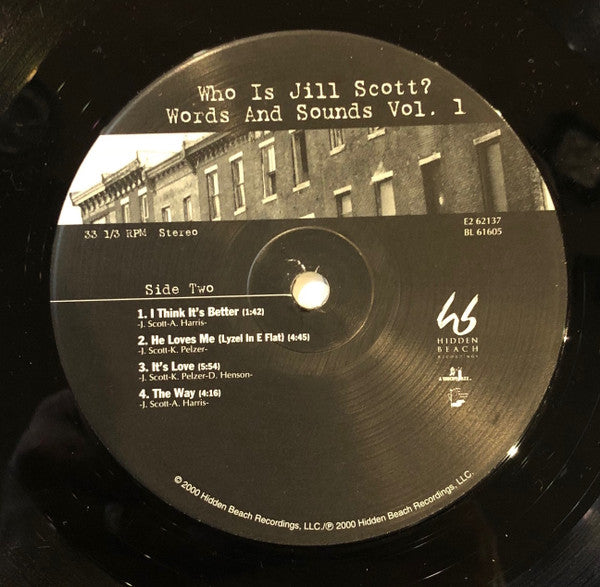 Who Is Jill Scott?
Words And Sounds Vol. 1
33 1/3 RPM Stereo
E2 62137
BL 61605
Side Two
1. I Think It's Better (1:42)
-J. Scott-A. Harris-
2. He Loves Me (Lyzel In E Flat) (4:45)
-J. Scott-K. Pelzer-
3. It's Love (5:54)
-J. Scott-K. Pelzer-D. Henson-
4. The Way (4:16)
-J. Scott-A. Harris-
HIDDEN
BEACH
RECORDINGS
© 2000 Hidden Beach Recordings, LLC./℗ 2000 Hidden Beach Recordings, LLC.